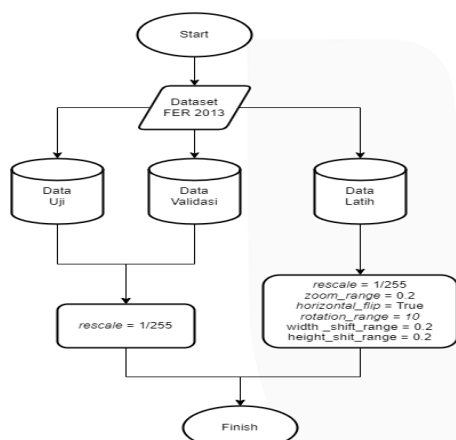 Start
Dataset
FER 2013
Data
Uji
Data
Validasi
Data
Latih
rescale = 1/255
rescale = 1/255
zoom_range = 0.2
horizontal_flip = True
rotation_range = 10
width _shift_range = 0.2
height_shit_range = 0.2
Finish